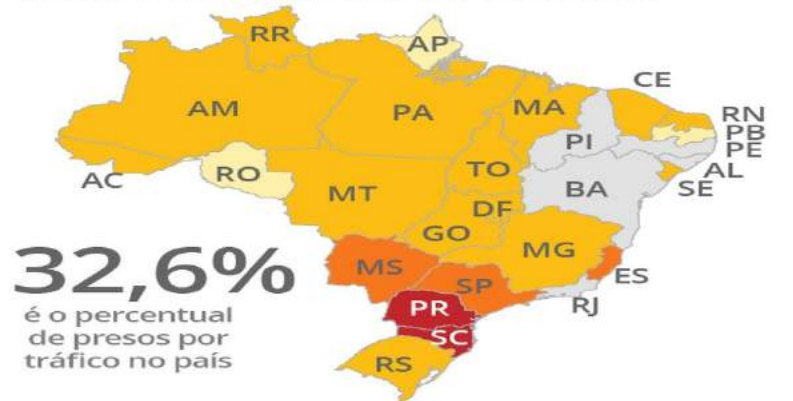 RR
AP
AM
PA
MA
CE
RN
PB
PE
AL
SE
PI
BA
TO
AC
RO
MT
DF
GO
MG
ES
RJ
MS
SP
PR
SC
RS
32,6%
é o percentual
de presos por
tráfico no país